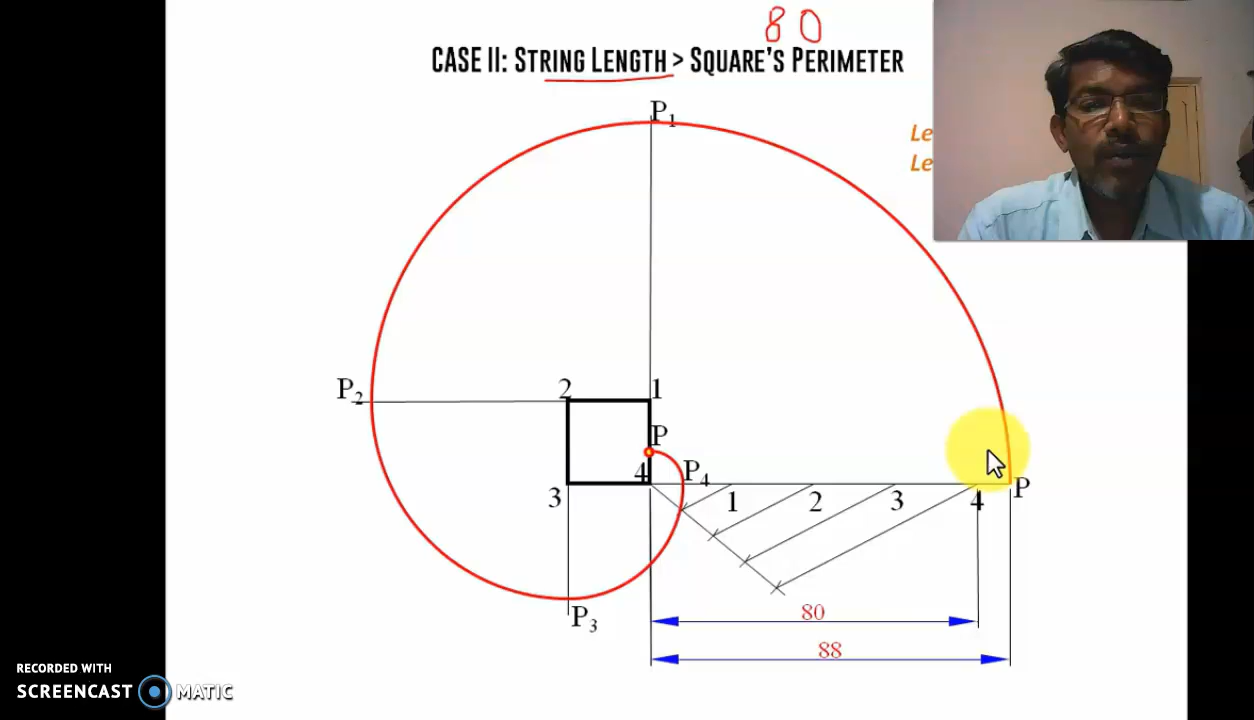 80
CASE II: STRING LENGTH > SQUARE'S PERIMETER
P1
Le
Le
P2
2
1
P
4
P4
3
1
2
3
4
P
80
P3
88
RECORDED WITH
SCREENCAST MATIC